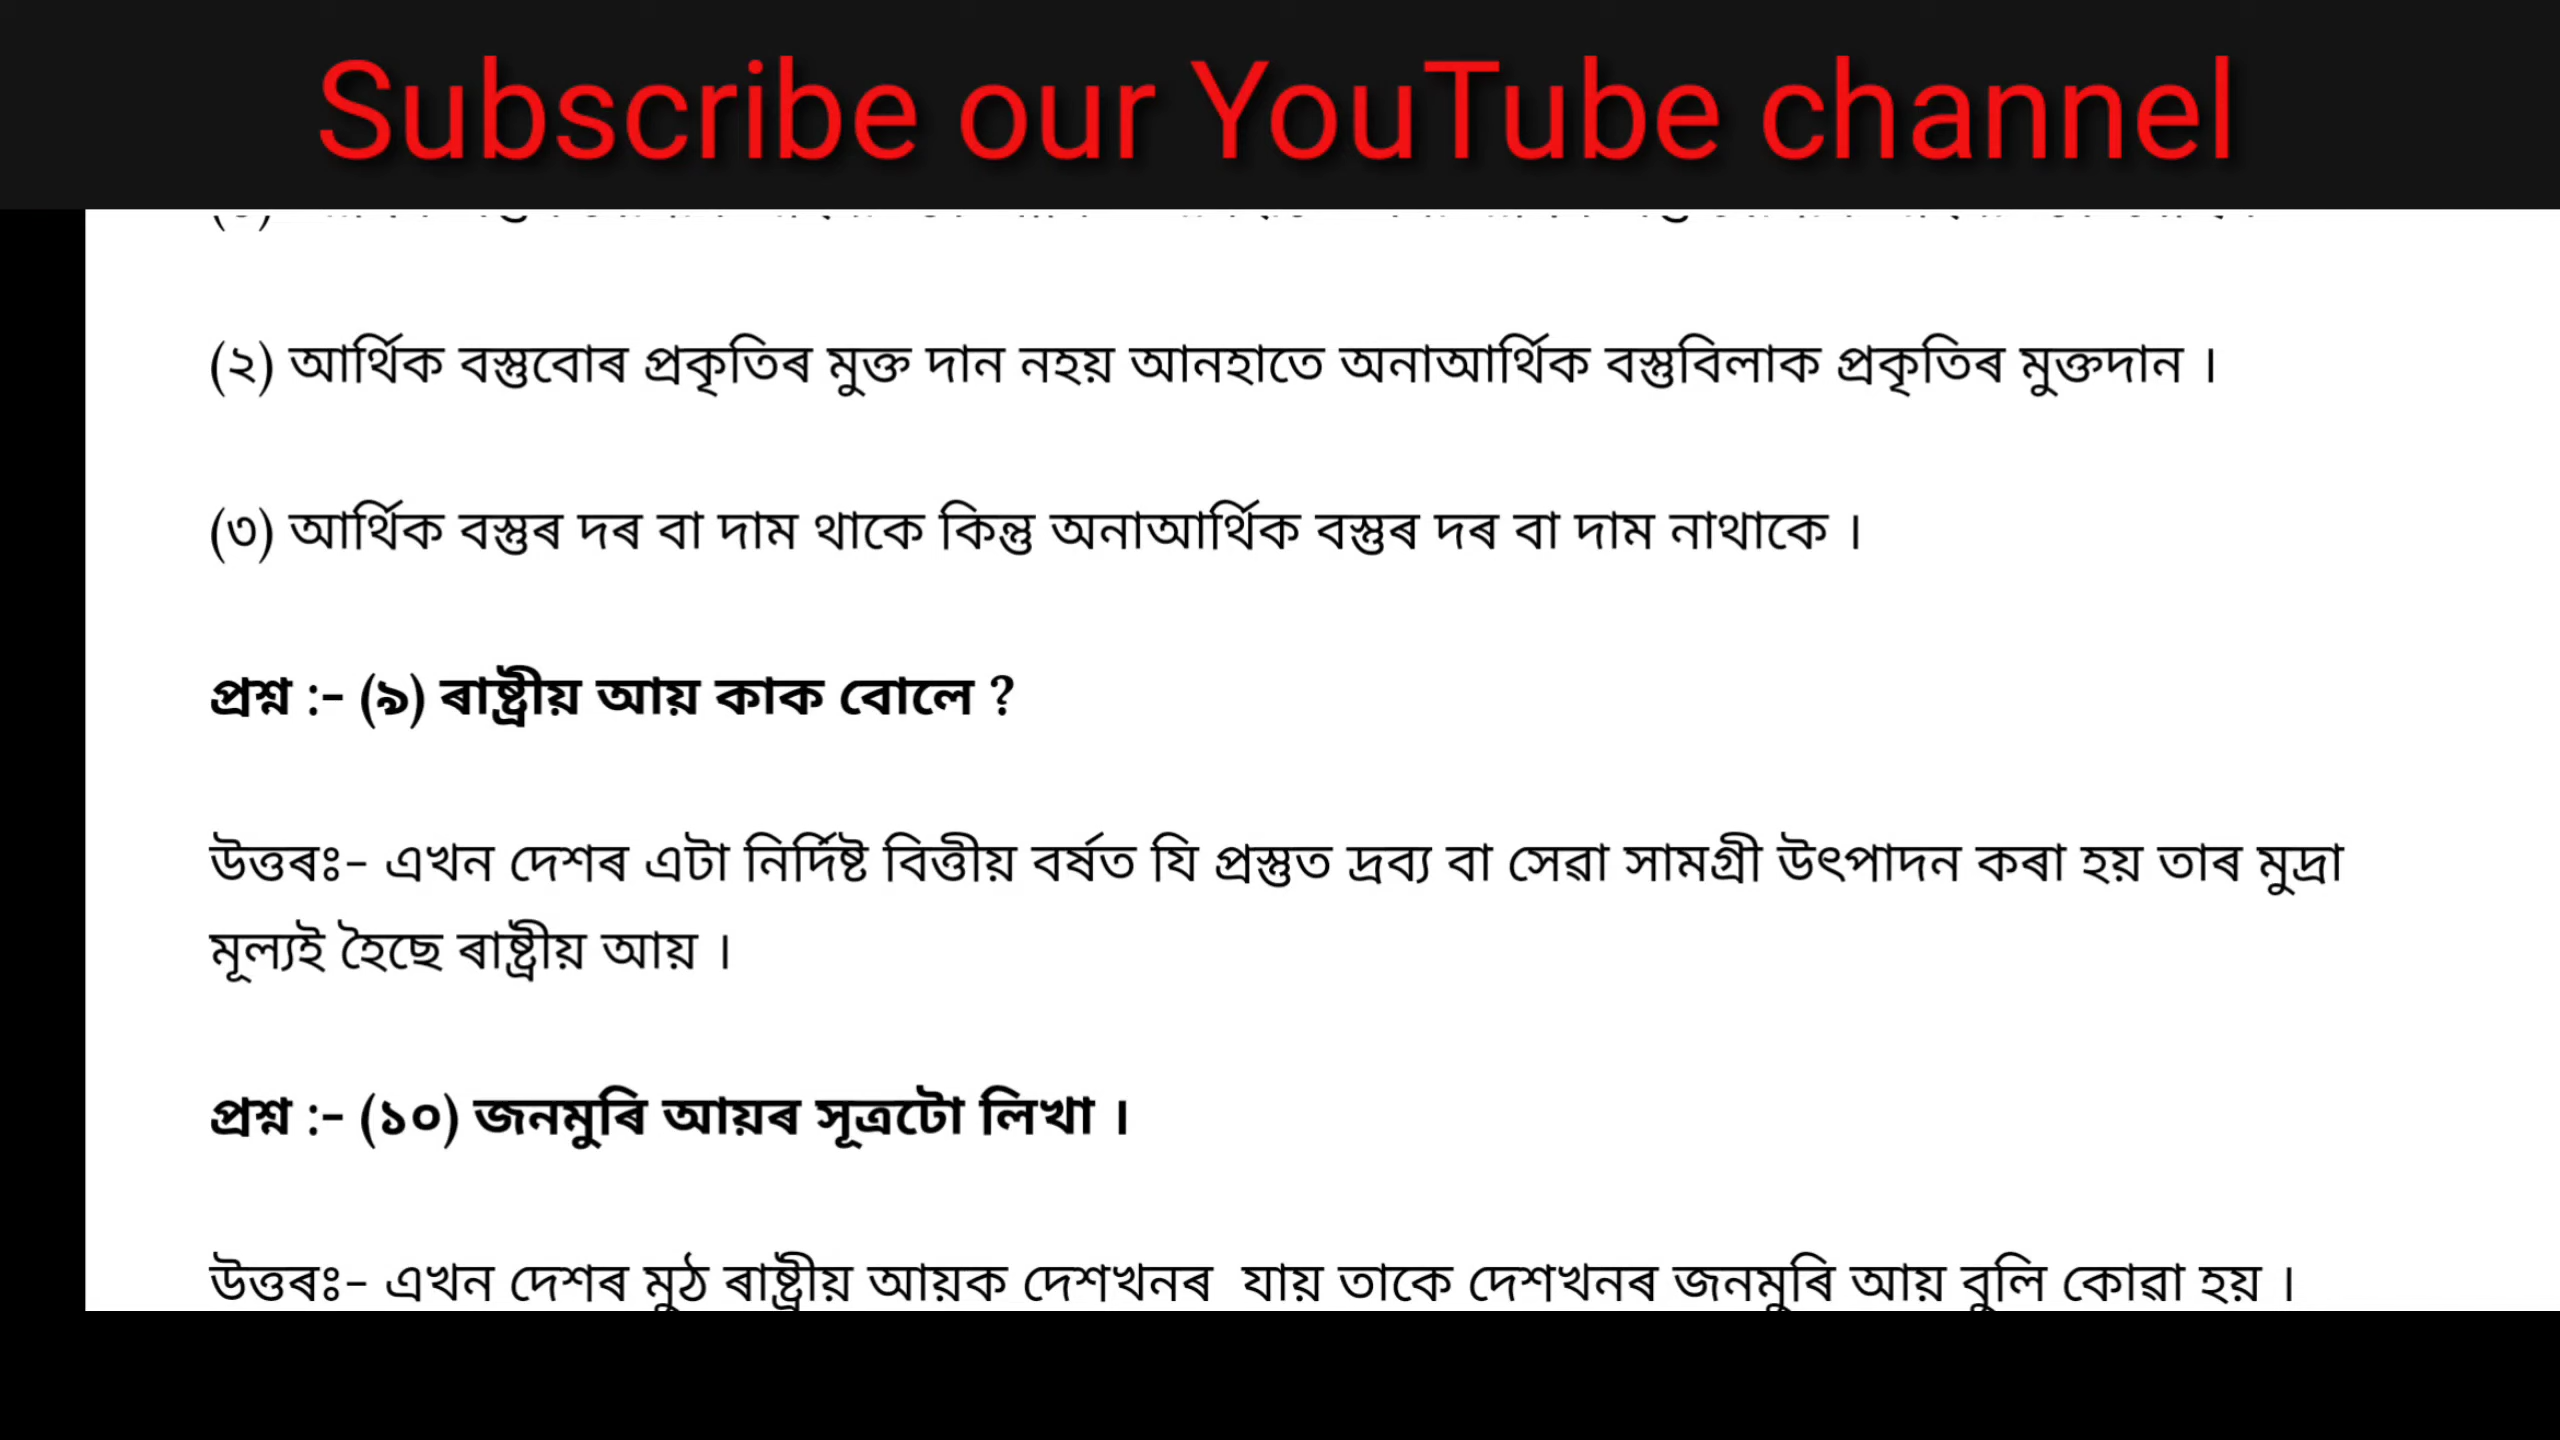 Subscribe our YouTube channel
(২) আৰ্থিক বস্তুবোৰ প্ৰকৃতিৰ মুক্ত দান নহয় আনহাতে অনাআৰ্থিক বস্তুবিলাক প্ৰকৃতিৰ মুক্তদান ।
(৩) আৰ্থিক বস্তুৰ দৰ বা দাম থাকে কিন্তু অনাআৰ্থিক বস্তুৰ দৰ বা দাম নাথাকে ।
প্ৰশ্ন :- (৯) ৰাষ্ট্ৰীয় আয় কাক বোলে ?
উত্তৰঃ- এখন দেশৰ এটা নিৰ্দিষ্ট বিত্তীয় বৰ্ষত যি প্ৰস্তুত দ্ৰব্য বা সেৱা সামগ্ৰী উৎপাদন কৰা হয় তাৰ মুদ্ৰা
মূল্যই হৈছে ৰাষ্ট্ৰীয় আয় ।
প্ৰশ্ন :- (১০) জনমুৰি আয়ৰ সূত্ৰটো লিখা ।
উত্তৰঃ- এখন দেশৰ মুঠ ৰাষ্ট্ৰীয় আয়ক দেশখনৰ যায় তাকে দেশখনৰ জনমুৰি আয় বুলি কোৱা হয় ।